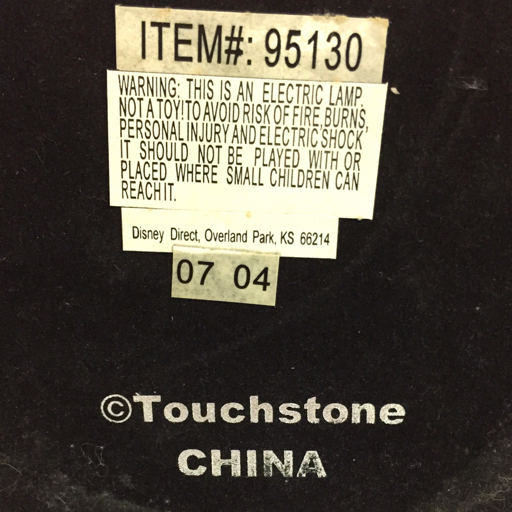 ITEM#: 95130
WARNING: THIS IS AN ELECTRIC LAMP.
NOT A TOY! TO AVOID RISK OF FIRE, BURNS,
PERSONAL INJURY AND ELECTRIC SHOCK
IT SHOULD NOT BE PLAYED WITH OR
PLACED WHERE SMALL CHILDREN CAN
REACH IT.
Disney Direct, Overland Park, KS 66214
07 04
©Touchstone
CHINA